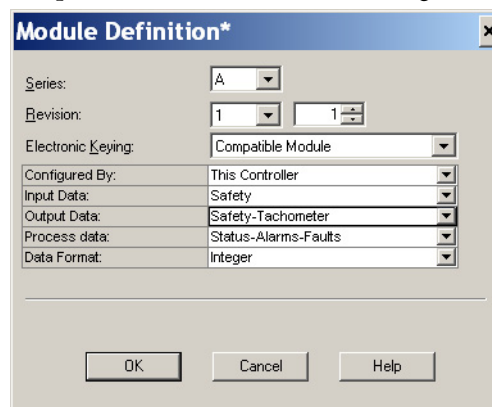 Module Definition*
Series: A
Revision: 1 1
Electronic Keying: Compatible Module
Configured By: This Controller
Input Data: Safety
Output Data: Safety-Tachometer
Process data: Status-Alarms-Faults
Data Format: Integer
OK Cancel Help